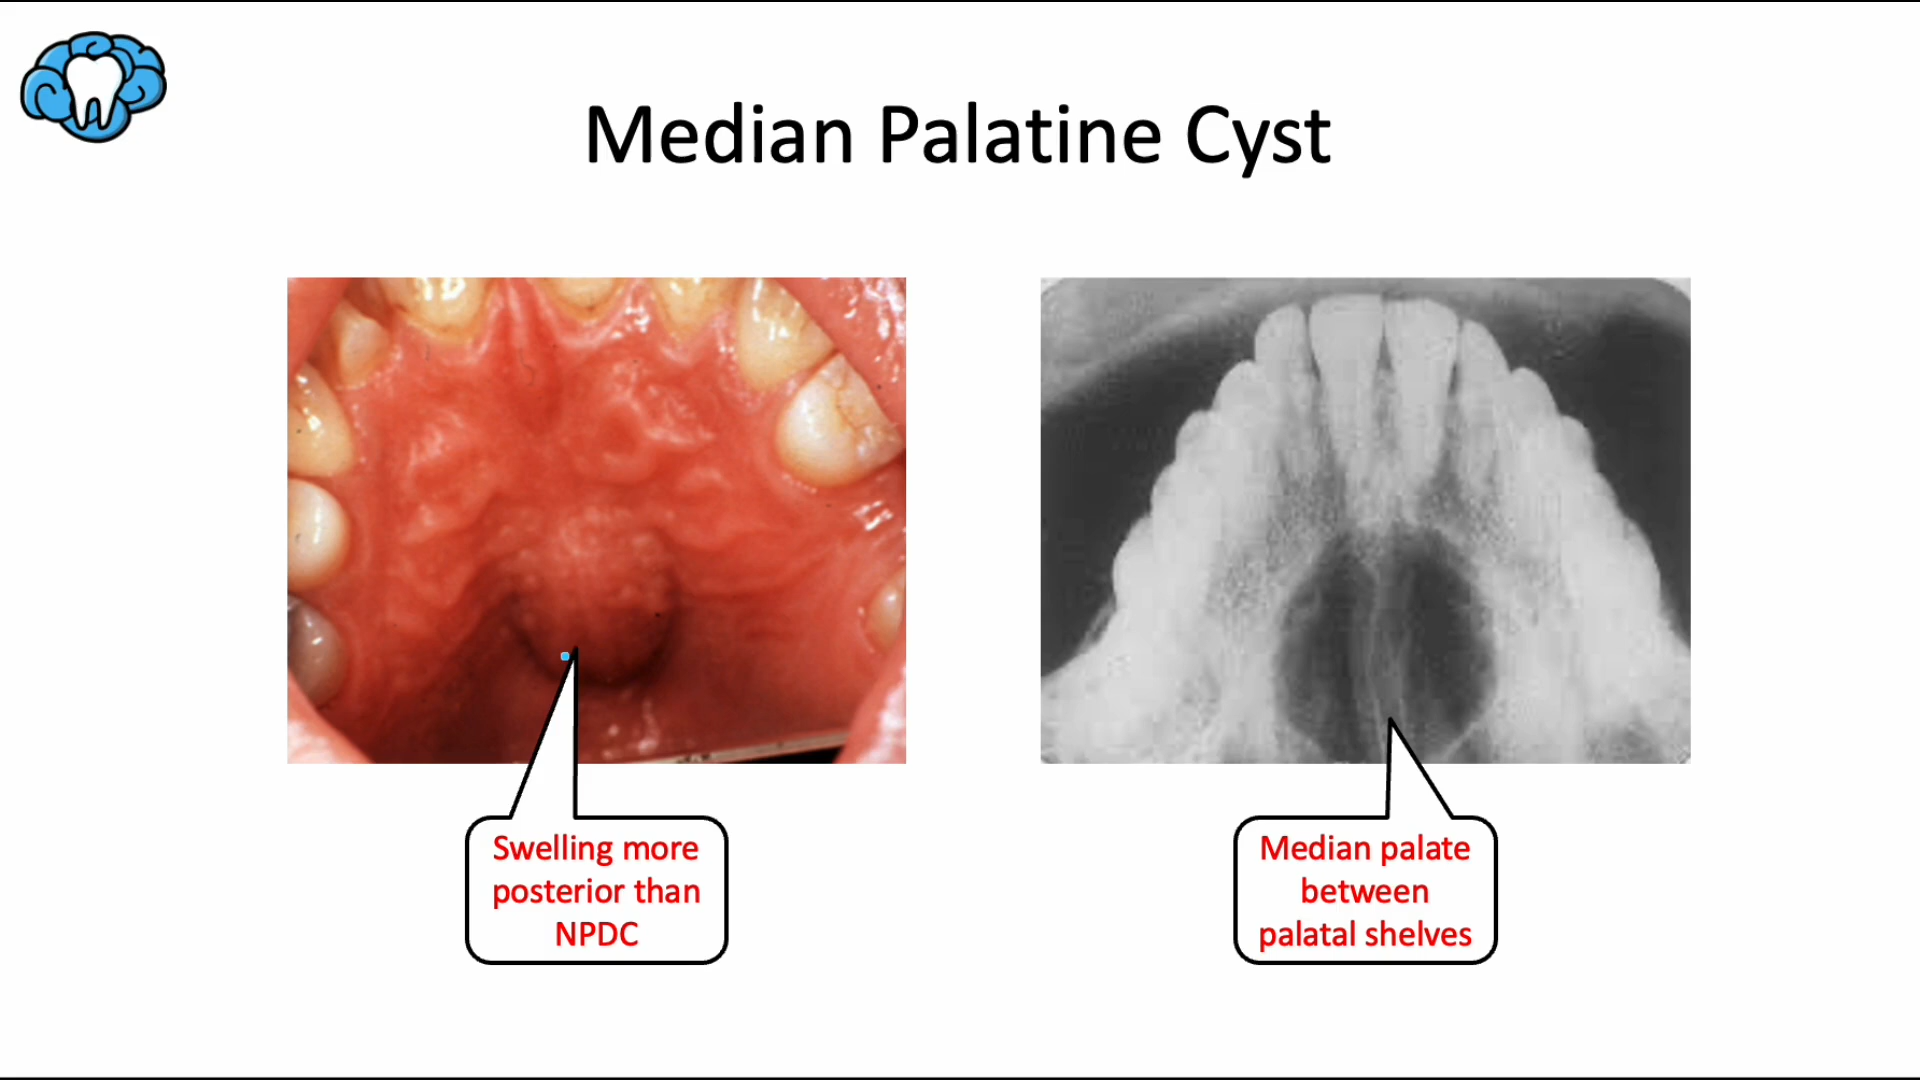 Median Palatine Cyst
Swelling more
posterior than
NPDC
Median palate
between
palatal shelves